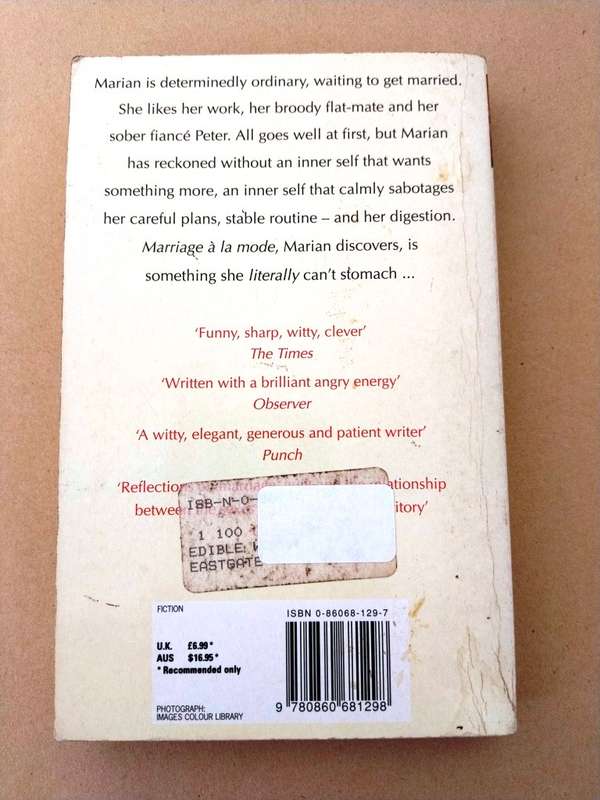 Marian is determinedly ordinary, waiting to get married.
She likes her work, her broody flat-mate and her
sober fiancé Peter. All goes well at first, but Marian
has reckoned without an inner self that wants
something more, an inner self that calmly sabotages
her careful plans, stable routine – and her digestion.
Marriage à la mode, Marian discovers, is
something she literally can't stomach ...
'Funny, sharp, witty, clever'
The Times
'Written with a brilliant angry energy'
Observer
'A witty, elegant, generous and patient writer'
Punch
'Reflection
between
ISB-N-0-
1 100
EDIBLE
EASTGATE
FICTION
ISBN 0-86068-129-7
U.K. £6.99*
AUS $16.95*
* Recommended only
PHOTOGRAPH:
IMAGES COLOUR LIBRARY
9 780860 681298